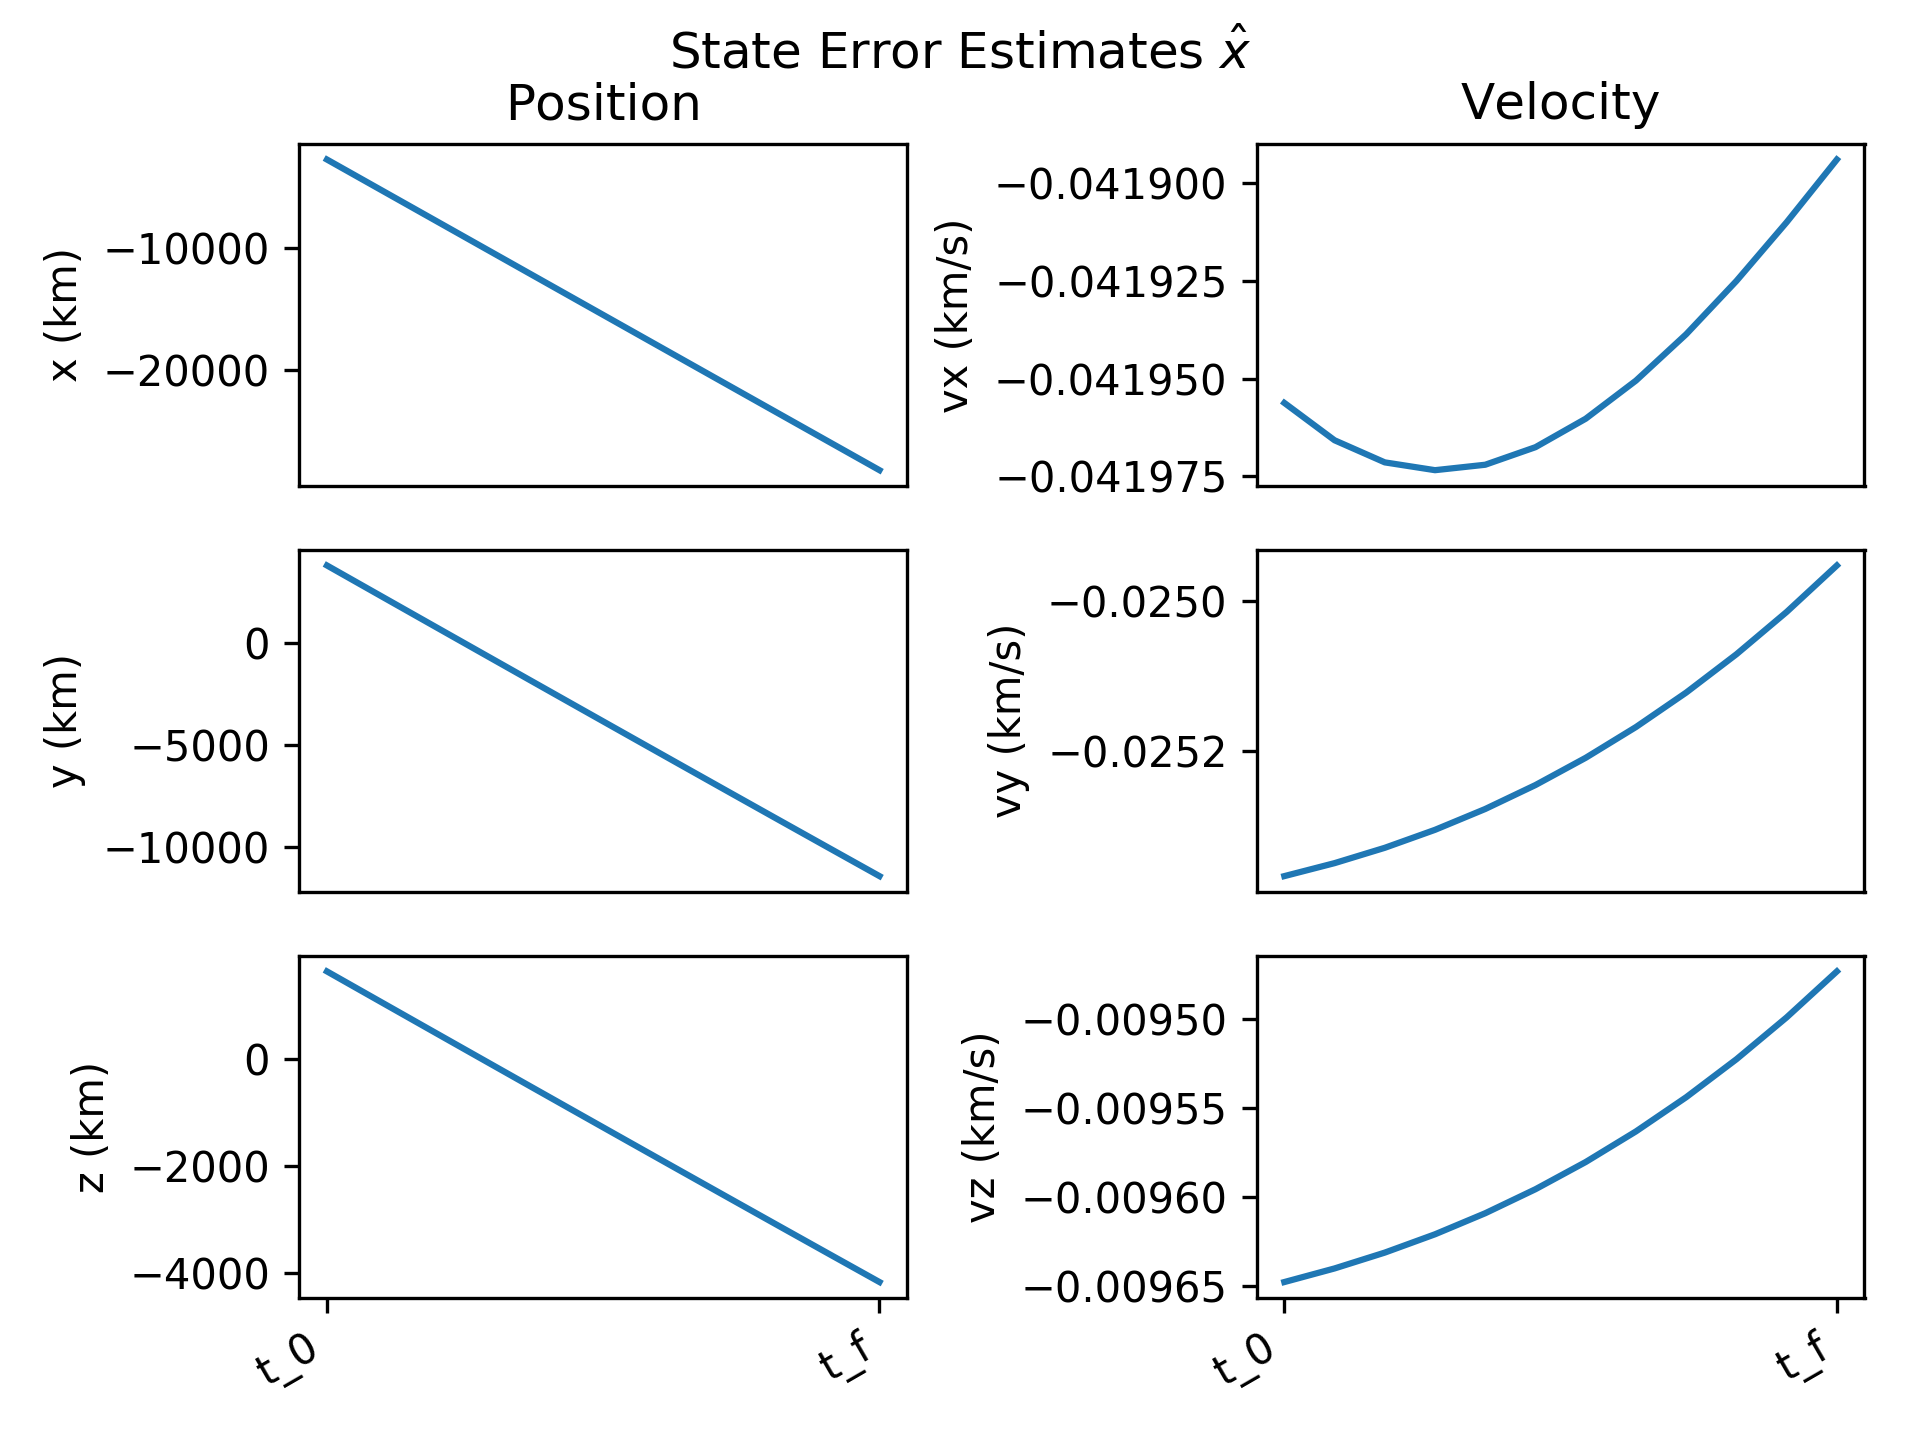 State Error Estimates x̂
Position
Velocity
x (km)
−10000
−20000
vx (km/s)
−0.041900
−0.041925
−0.041950
−0.041975
y (km)
0
−5000
−10000
vy (km/s)
−0.0250
−0.0252
z (km)
0
−2000
−4000
vz (km/s)
−0.00950
−0.00955
−0.00960
−0.00965
t_0
t_f
t_0
t_f